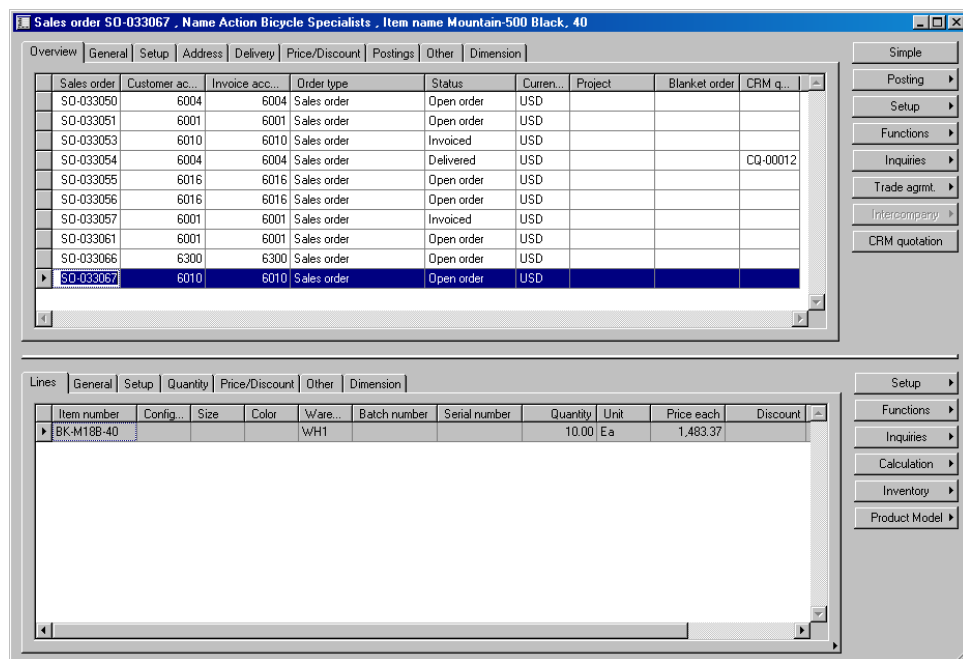 Sales order SO-033067 , Name Action Bicycle Specialists , Item name Mountain-500 Black, 40
Overview General Setup Address Delivery Price/Discount Postings Other Dimension
Sales order Customer ac... Invoice acc... Order type Status Curren... Project Blanket order CRM q...
SO-033050 6004 6004 Sales order Open order USD
SO-033051 6001 6001 Sales order Open order USD
SO-033053 6010 6010 Sales order Invoiced USD
SO-033054 6004 6004 Sales order Delivered USD CQ-00012
SO-033055 6016 6016 Sales order Open order USD
SO-033056 6016 6016 Sales order Open order USD
SO-033057 6001 6001 Sales order Invoiced USD
SO-033061 6001 6001 Sales order Open order USD
SO-033066 6300 6300 Sales order Open order USD
SO-033067 6010 6010 Sales order Open order USD
Simple
Posting
Setup
Functions
Inquiries
Trade agrmt.
Intercompany
CRM quotation
Lines General Setup Quantity Price/Discount Other Dimension
Item number Config... Size Color Ware... Batch number Serial number Quantity Unit Price each Discount
BK-M18B-40 WH1 10.00 Ea 1,483.37
Setup
Functions
Inquiries
Calculation
Inventory
Product Model